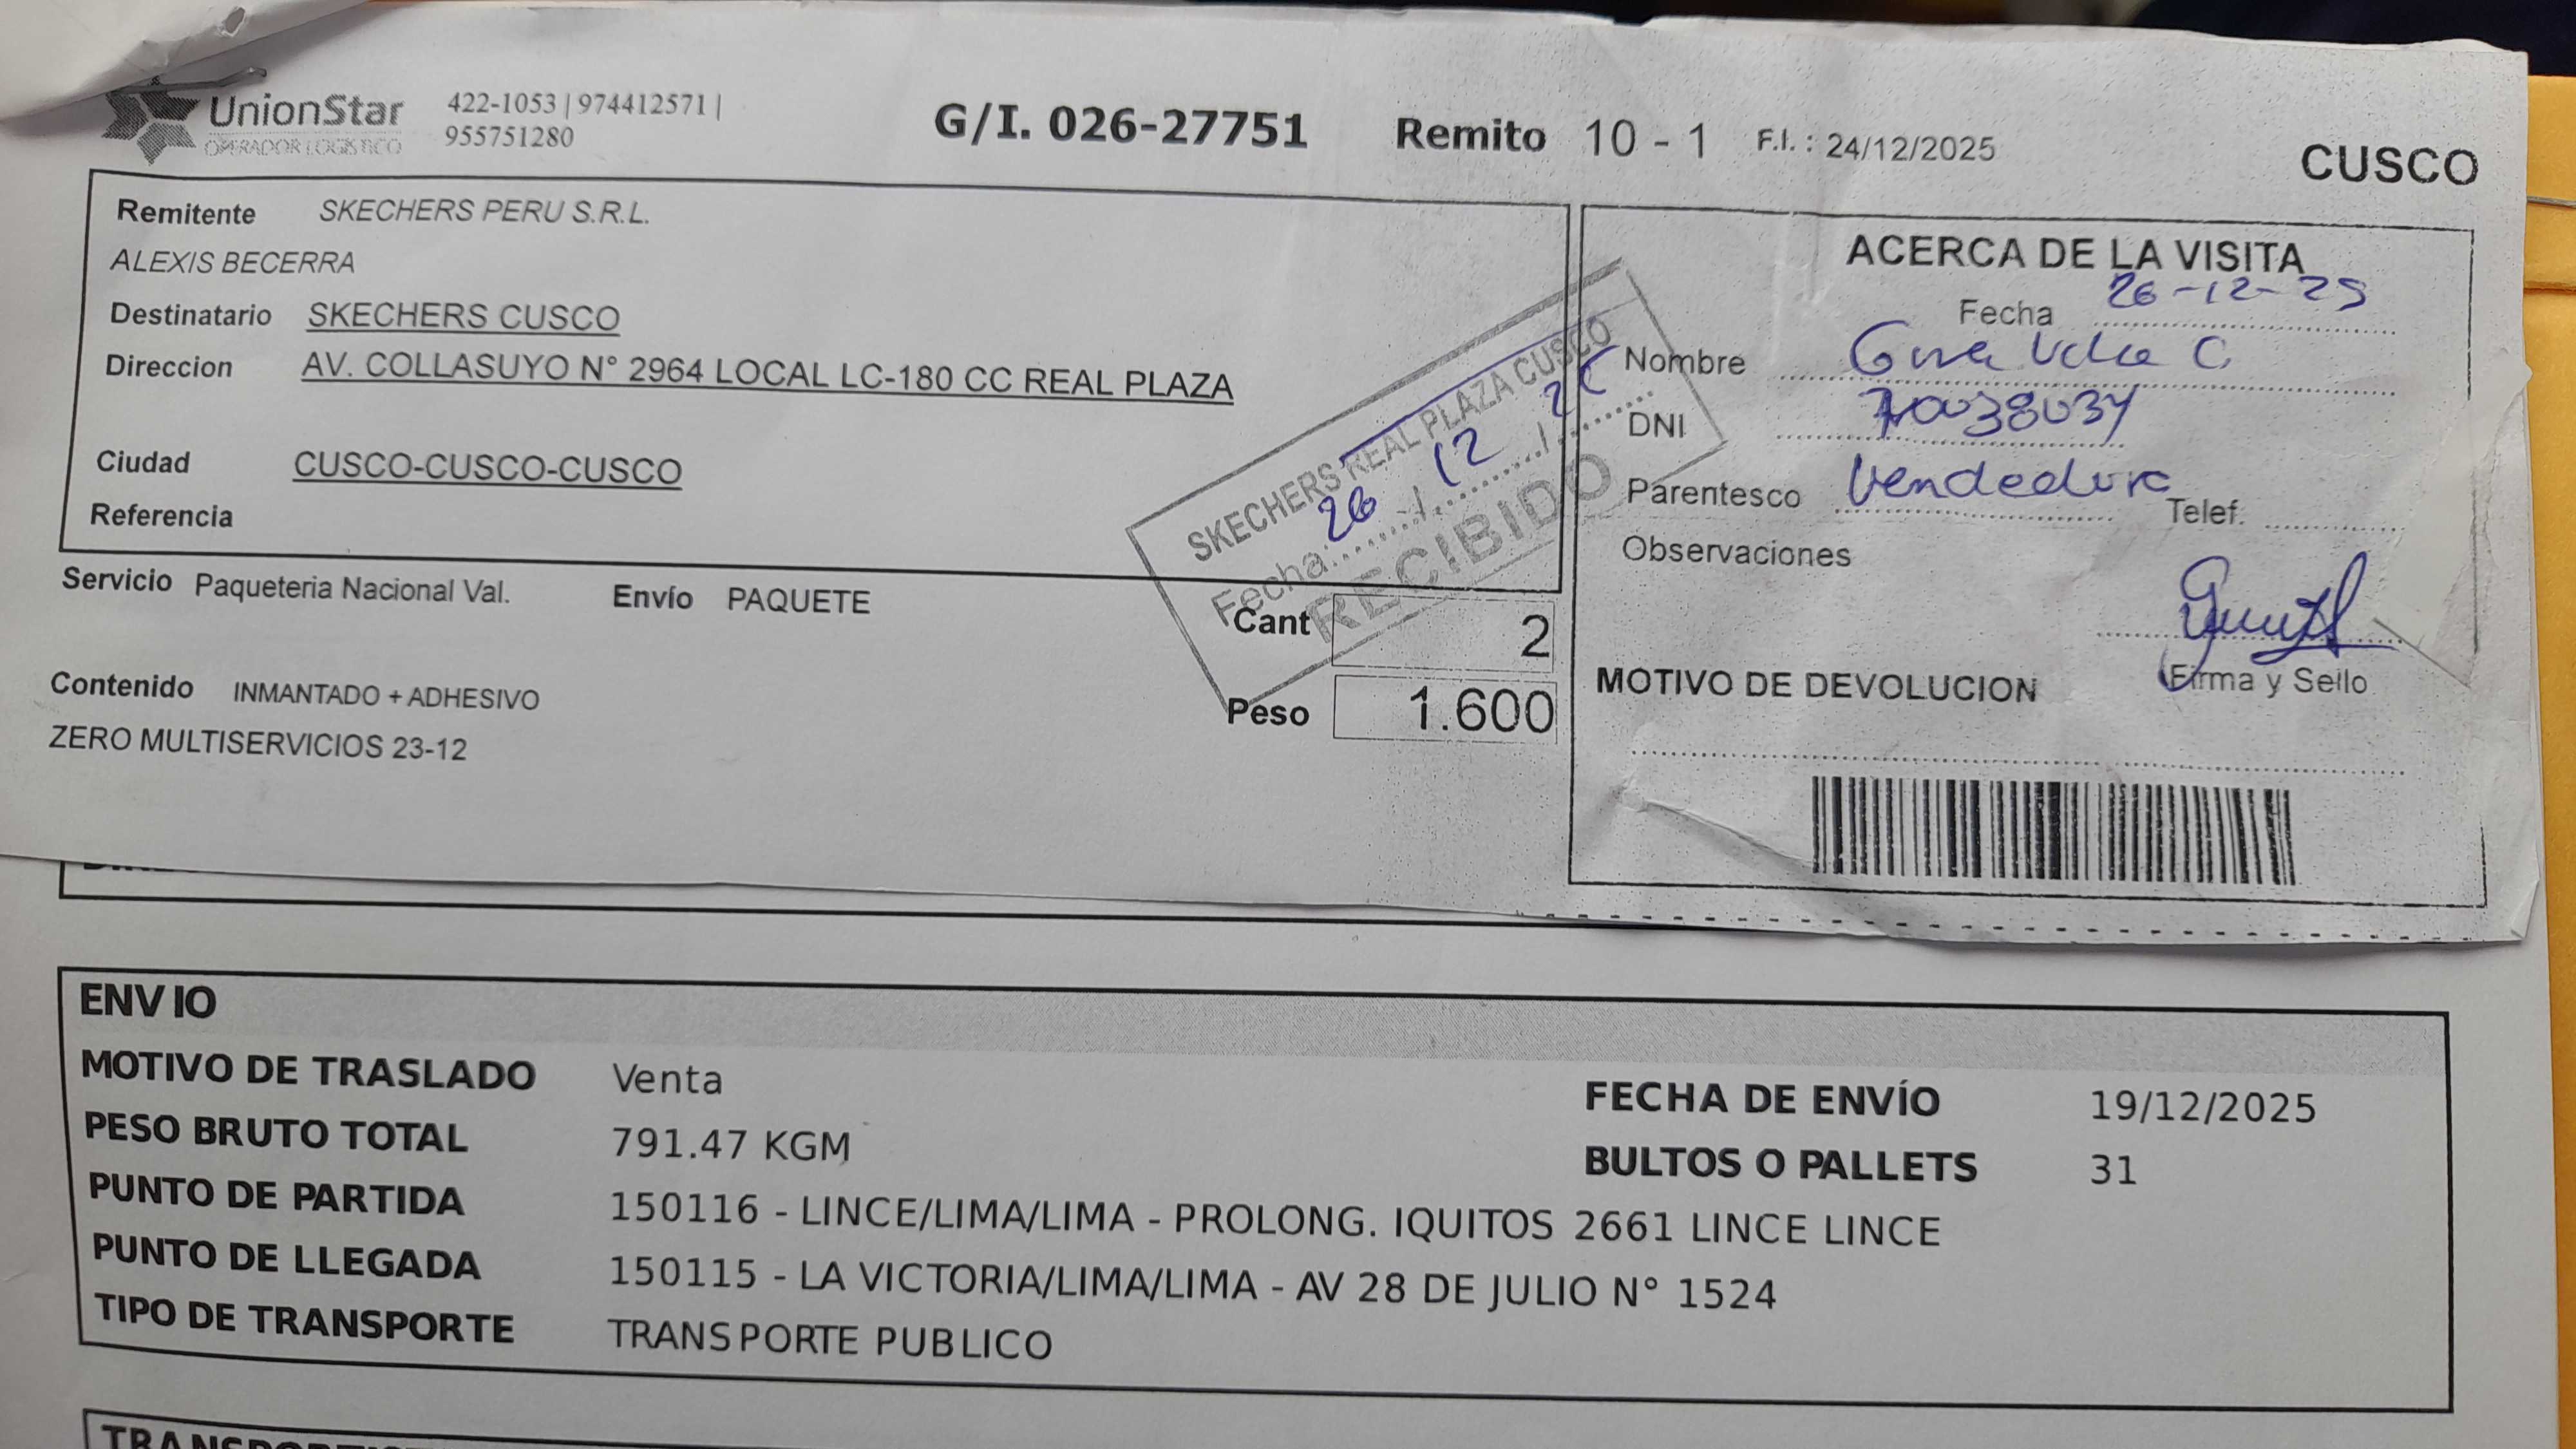 UnionStar
OPERADOR LOGISTICO
422-1053 | 974412571 |
955751280
G/I. 026-27751
Remito 10 - 1
F.I. : 24/12/2025
CUSCO
Remitente SKECHERS PERU S.R.L.
ALEXIS BECERRA
Destinatario SKECHERS CUSCO
Direccion AV. COLLASUYO N° 2964 LOCAL LC-180 CC REAL PLAZA
Ciudad CUSCO-CUSCO-CUSCO
Referencia
SKECHERS REAL PLAZA CUSCO
Fecha: 26 / 12 /
RECIBIDO
Servicio Paqueteria Nacional Val.
Envío PAQUETE
Cant 2
Peso 1.600
Contenido INMANTADO + ADHESIVO
ZERO MULTISERVICIOS 23-12
ACERCA DE LA VISITA
Fecha 26-12-25
Nombre
DNI
Parentesco Vendedora
Telef.
Observaciones
Firma y Sello
MOTIVO DE DEVOLUCION
ENVIO
MOTIVO DE TRASLADO Venta
FECHA DE ENVÍO 19/12/2025
PESO BRUTO TOTAL 791.47 KGM
BULTOS O PALLETS 31
PUNTO DE PARTIDA 150116 - LINCE/LIMA/LIMA - PROLONG. IQUITOS 2661 LINCE LINCE
PUNTO DE LLEGADA 150115 - LA VICTORIA/LIMA/LIMA - AV 28 DE JULIO N° 1524
TIPO DE TRANSPORTE TRANSPORTE PUBLICO